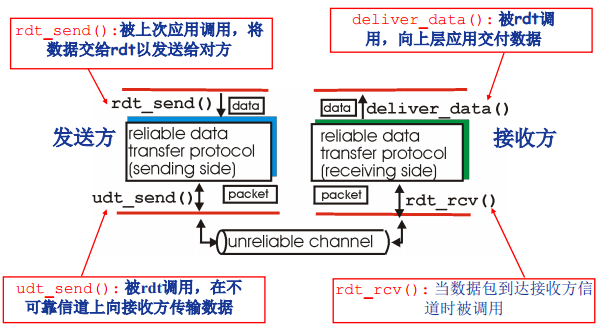 rdt_send():被上次应用调用，将
数据交给rdt以发送给对方
deliver_data():被rdt调
用，向上层应用交付数据
rdt_send()
data
data
deliver_data()
发送方
reliable data
transfer protocol
(sending side)
reliable data
transfer protocol
(receiving side)
接收方
udt_send()
packet
packet
rdt_rcv()
unreliable channel
udt_send():被rdt调用，在不
可靠信道上向接收方传输数据
rdt_rcv():当数据包到达接收方信
道时被调用